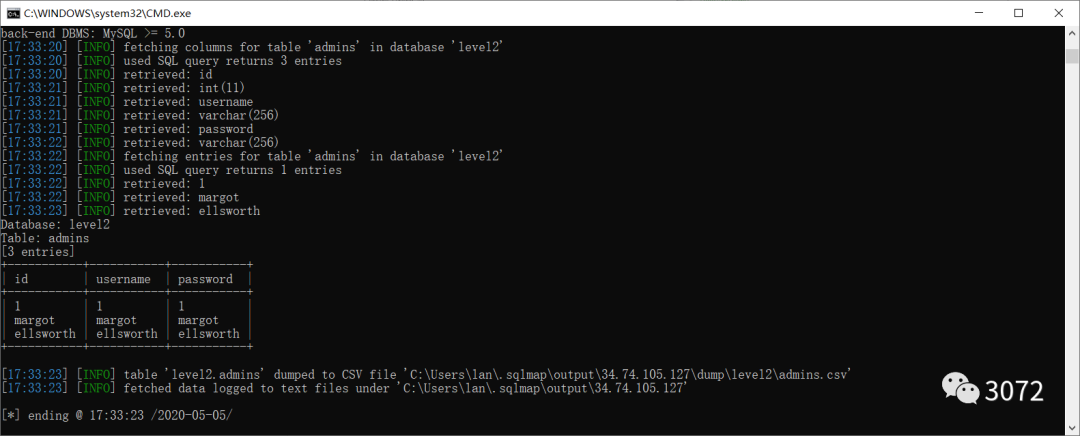 C:\WINDOWS\system32\CMD.exe
back-end DBMS: MySQL >= 5.0
[17:33:20] [INFO] fetching columns for table 'admins' in database 'level2'
[17:33:20] [INFO] used SQL query returns 3 entries
[17:33:20] [INFO] retrieved: id
[17:33:21] [INFO] retrieved: int(11)
[17:33:21] [INFO] retrieved: username
[17:33:21] [INFO] retrieved: varchar(256)
[17:33:21] [INFO] retrieved: password
[17:33:22] [INFO] retrieved: varchar(256)
[17:33:22] [INFO] fetching entries for table 'admins' in database 'level2'
[17:33:22] [INFO] used SQL query returns 1 entries
[17:33:22] [INFO] retrieved: 1
[17:33:22] [INFO] retrieved: margot
[17:33:23] [INFO] retrieved: ellsworth
Database: level2
Table: admins
[3 entries]
+-----------+-----------+-----------+
| id | username | password |
+-----------+-----------+-----------+
| 1 | 1 | 1 |
| margot | margot | margot |
| ellsworth | ellsworth | ellsworth |
+-----------+-----------+-----------+
[17:33:23] [INFO] table 'level2.admins' dumped to CSV file 'C:\Users\lan\.sqlmap\output\34.74.105.127\dump\level2\admins.csv'
[17:33:23] [INFO] fetched data logged to text files under 'C:\Users\lan\.sqlmap\output\34.74.105.127'
[*] ending @ 17:33:23 /2020-05-05/
3072